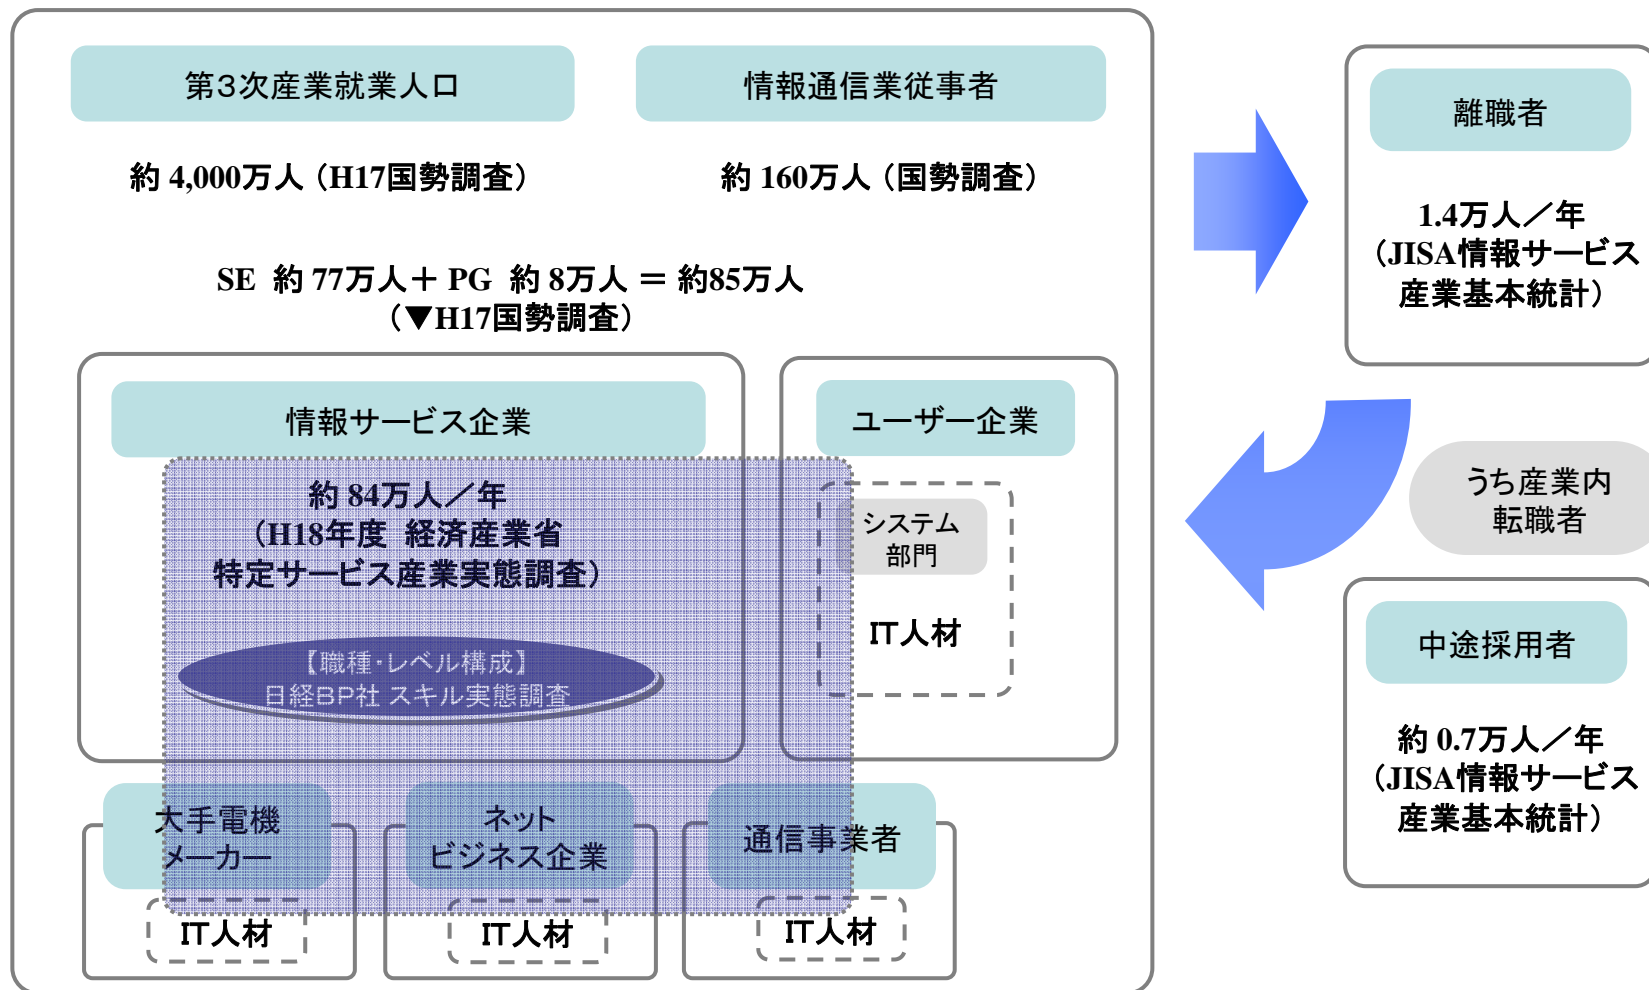 第3次産業就業人口
情報通信業従事者
約 4,000万人（H17国勢調査）
約 160万人（国勢調査）
SE 約 77万人＋ PG 約 8万人 ＝ 約85万人
（▼H17国勢調査）
情報サービス企業
約 84万人／年
（H18年度 経済産業省
特定サービス産業実態調査）
【職種・レベル構成】
日経BP社 スキル実態調査
ユーザー企業
システム
部門
IT人材
大手電機
メーカー
IT人材
ネット
ビジネス企業
IT人材
通信事業者
IT人材
離職者
1.4万人／年
（JISA情報サービス
産業基本統計）
うち産業内
転職者
中途採用者
約 0.7万人／年
（JISA情報サービス
産業基本統計）